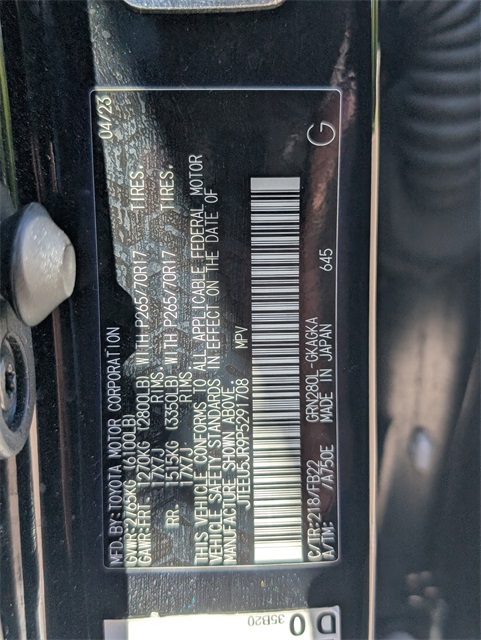 MFD.BY:TOYOTA MOTOR CORPORATION 04/23
GVWR:2765KG (6100LB)
GAWR:FRT 1270KG (2800LB) WITH P265/70R17 TIRES,
17X7J RIMS,
RR. 1515KG (3350LB) WITH P265/70R17 TIRES,
17X7J RIMS,
THIS VEHICLE CONFORMS TO ALL APPLICABLE FEDERAL MOTOR
VEHICLE SAFETY STANDARDS IN EFFECT ON THE DATE OF
MANUFACTURE SHOWN ABOVE.
JTEEU5JR9P5291708 MPV
C/TR:218/FB22 GRN280L-GKAGKA
A/TM: /A750E MADE IN JAPAN 645 G
35B20